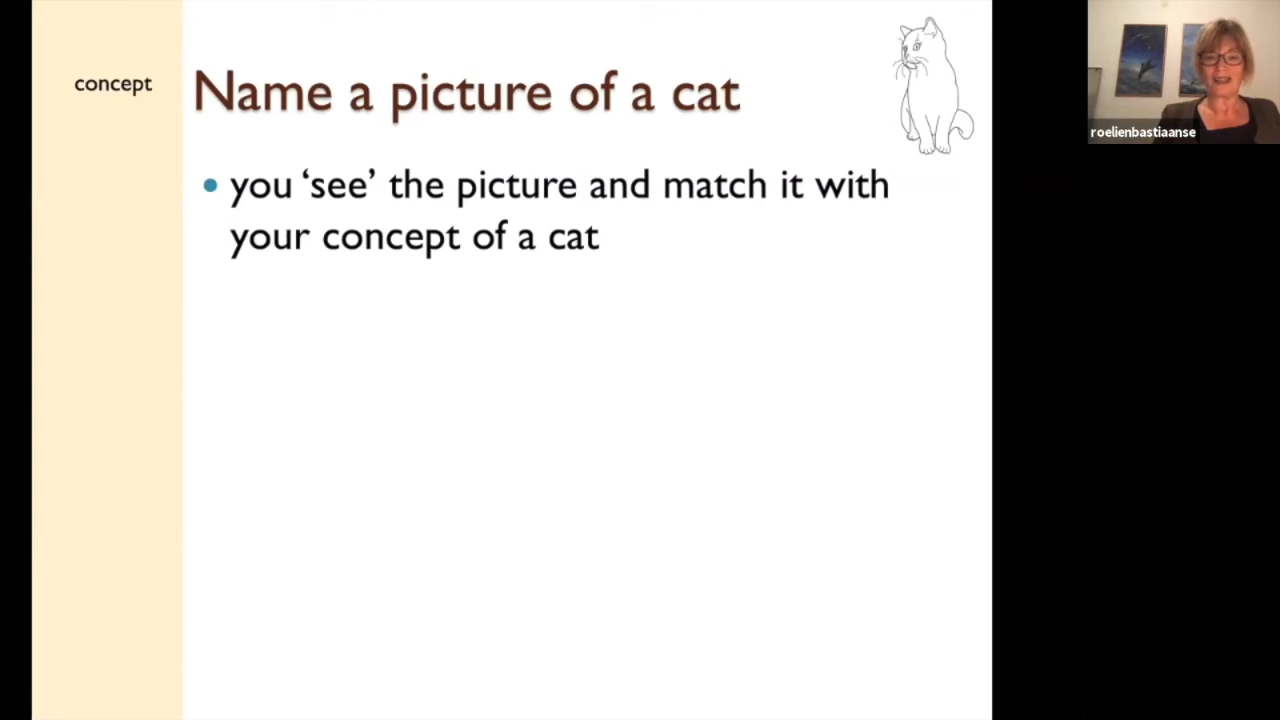 concept
Name a picture of a cat
• you ‘see’ the picture and match it with
your concept of a cat
roelienbastiaanse